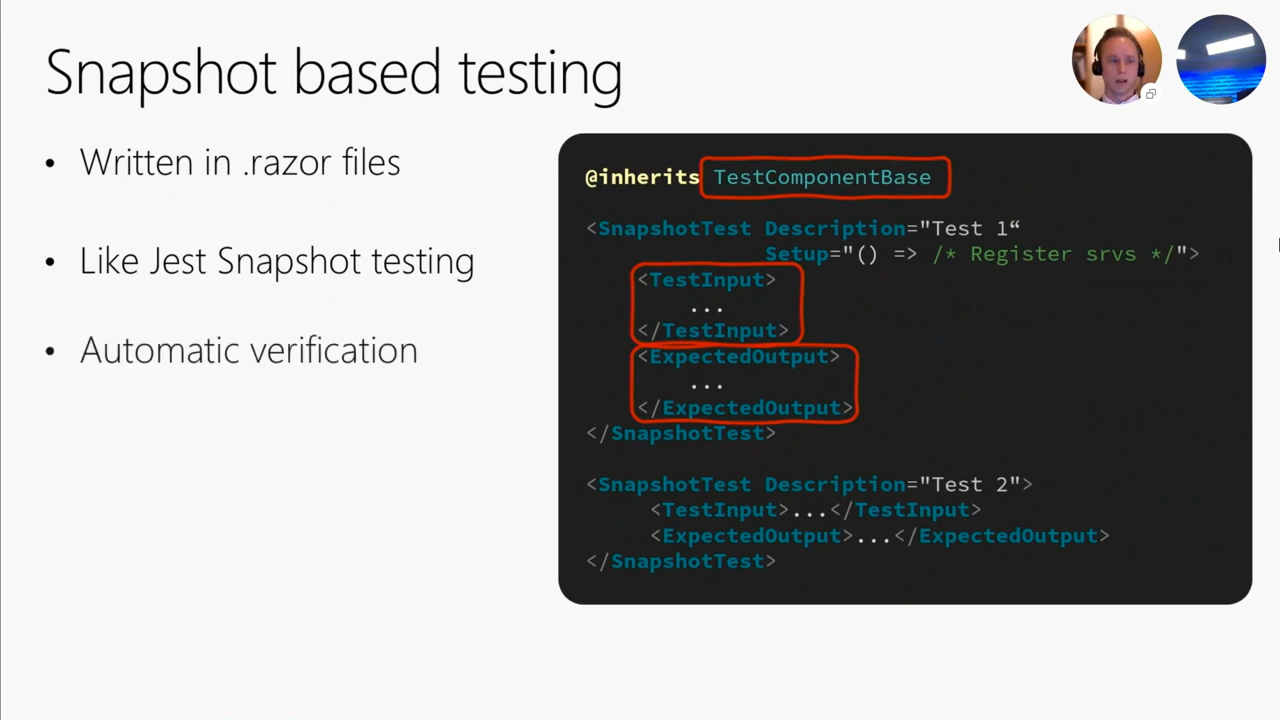 Snapshot based testing
• Written in .razor files
• Like Jest Snapshot testing
• Automatic verification
@inherits TestComponentBase
<SnapshotTest Description="Test 1“
Setup="() => /* Register srvs */">
<TestInput>
...
</TestInput>
<ExpectedOutput>
...
</ExpectedOutput>
</SnapshotTest>
<SnapshotTest Description="Test 2">
<TestInput>...</TestInput>
<ExpectedOutput>...</ExpectedOutput>
</SnapshotTest>